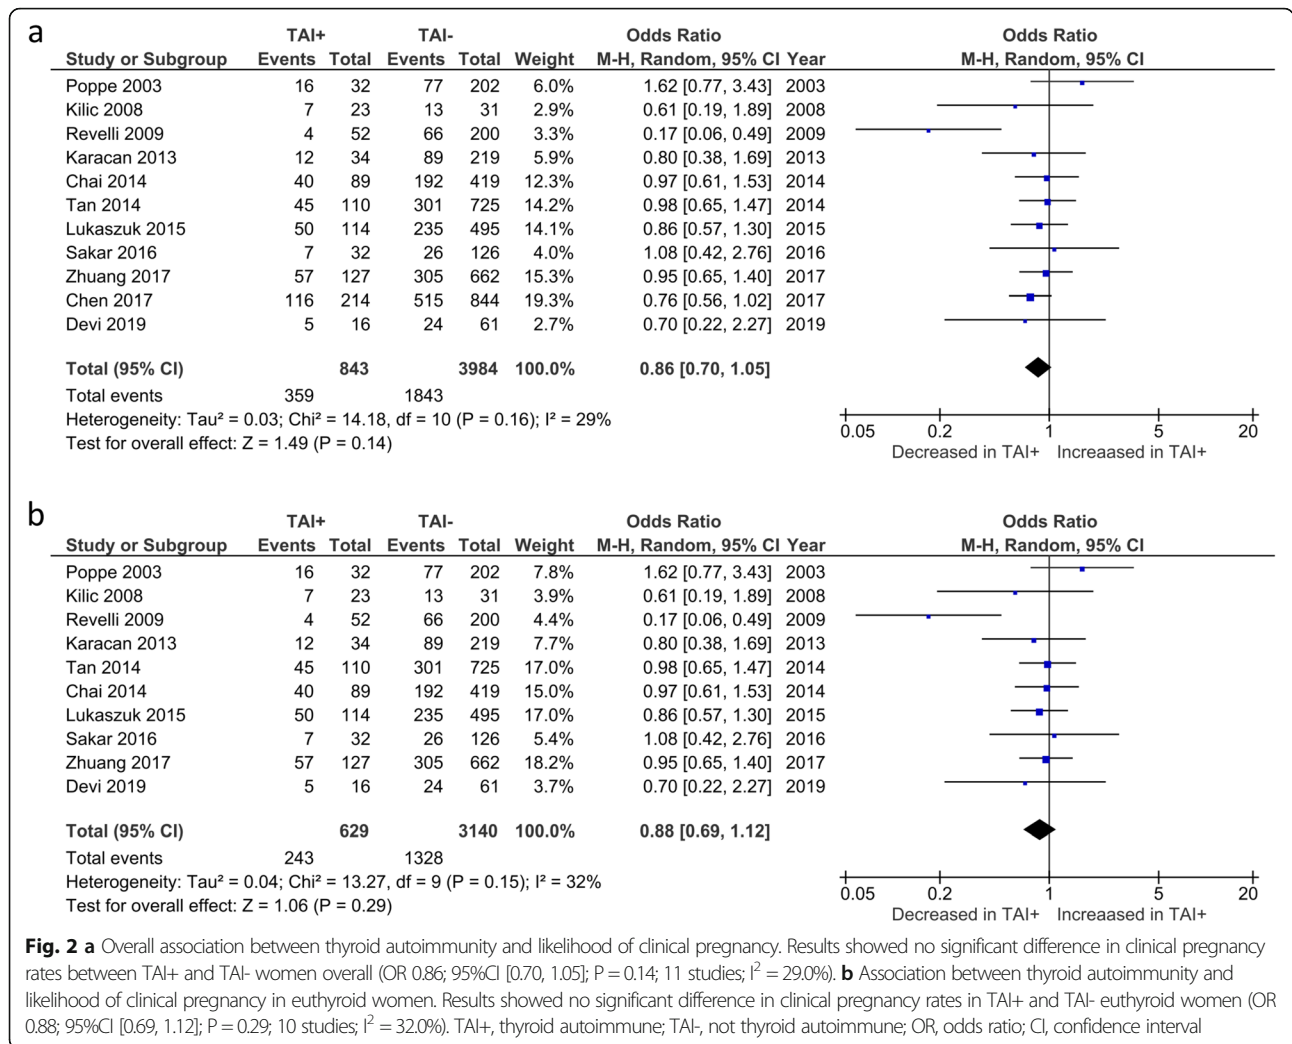 a
TAI+ TAI- Odds Ratio Odds Ratio
Study or Subgroup Events Total Events Total Weight M-H, Random, 95% CI Year M-H, Random, 95% CI
Poppe 2003 16 32 77 202 6.0% 1.62 [0.77, 3.43] 2003
Kilic 2008 7 23 13 31 2.9% 0.61 [0.19, 1.89] 2008
Revelli 2009 4 52 66 200 3.3% 0.17 [0.06, 0.49] 2009
Karacan 2013 12 34 89 219 5.9% 0.80 [0.38, 1.69] 2013
Chai 2014 40 89 192 419 12.3% 0.97 [0.61, 1.53] 2014
Tan 2014 45 110 301 725 14.2% 0.98 [0.65, 1.47] 2014
Lukaszuk 2015 50 114 235 495 14.1% 0.86 [0.57, 1.30] 2015
Sakar 2016 7 32 26 126 4.0% 1.08 [0.42, 2.76] 2016
Zhuang 2017 57 127 305 662 15.3% 0.95 [0.65, 1.40] 2017
Chen 2017 116 214 515 844 19.3% 0.76 [0.56, 1.02] 2017
Devi 2019 5 16 24 61 2.7% 0.70 [0.22, 2.27] 2019
Total (95% CI) 843 3984 100.0% 0.86 [0.70, 1.05]
Total events 359 1843
Heterogeneity: Tau² = 0.03; Chi² = 14.18, df = 10 (P = 0.16); I² = 29%
Test for overall effect: Z = 1.49 (P = 0.14)
0.05 0.2 1 5 20
Decreased in TAI+ Increaased in TAI+
b
TAI+ TAI- Odds Ratio Odds Ratio
Study or Subgroup Events Total Events Total Weight M-H, Random, 95% CI Year M-H, Random, 95% CI
Poppe 2003 16 32 77 202 7.8% 1.62 [0.77, 3.43] 2003
Kilic 2008 7 23 13 31 3.9% 0.61 [0.19, 1.89] 2008
Revelli 2009 4 52 66 200 4.4% 0.17 [0.06, 0.49] 2009
Karacan 2013 12 34 89 219 7.7% 0.80 [0.38, 1.69] 2013
Tan 2014 45 110 301 725 17.0% 0.98 [0.65, 1.47] 2014
Chai 2014 40 89 192 419 15.0% 0.97 [0.61, 1.53] 2014
Lukaszuk 2015 50 114 235 495 17.0% 0.86 [0.57, 1.30] 2015
Sakar 2016 7 32 26 126 5.4% 1.08 [0.42, 2.76] 2016
Zhuang 2017 57 127 305 662 18.2% 0.95 [0.65, 1.40] 2017
Devi 2019 5 16 24 61 3.7% 0.70 [0.22, 2.27] 2019
Total (95% CI) 629 3140 100.0% 0.88 [0.69, 1.12]
Total events 243 1328
Heterogeneity: Tau² = 0.04; Chi² = 13.27, df = 9 (P = 0.15); I² = 32%
Test for overall effect: Z = 1.06 (P = 0.29)
0.05 0.2 1 5 20
Decreased in TAI+ Increaased in TAI+
Fig. 2 a Overall association between thyroid autoimmunity and likelihood of clinical pregnancy. Results showed no significant difference in clinical pregnancy
rates between TAI+ and TAI- women overall (OR 0.86; 95%CI [0.70, 1.05]; P = 0.14; 11 studies; I² = 29.0%). b Association between thyroid autoimmunity and
likelihood of clinical pregnancy in euthyroid women. Results showed no significant difference in clinical pregnancy rates in TAI+ and TAI- euthyroid women (OR
0.88; 95%CI [0.69, 1.12]; P = 0.29; 10 studies; I² = 32.0%). TAI+, thyroid autoimmune; TAI-, not thyroid autoimmune; OR, odds ratio; CI, confidence interval